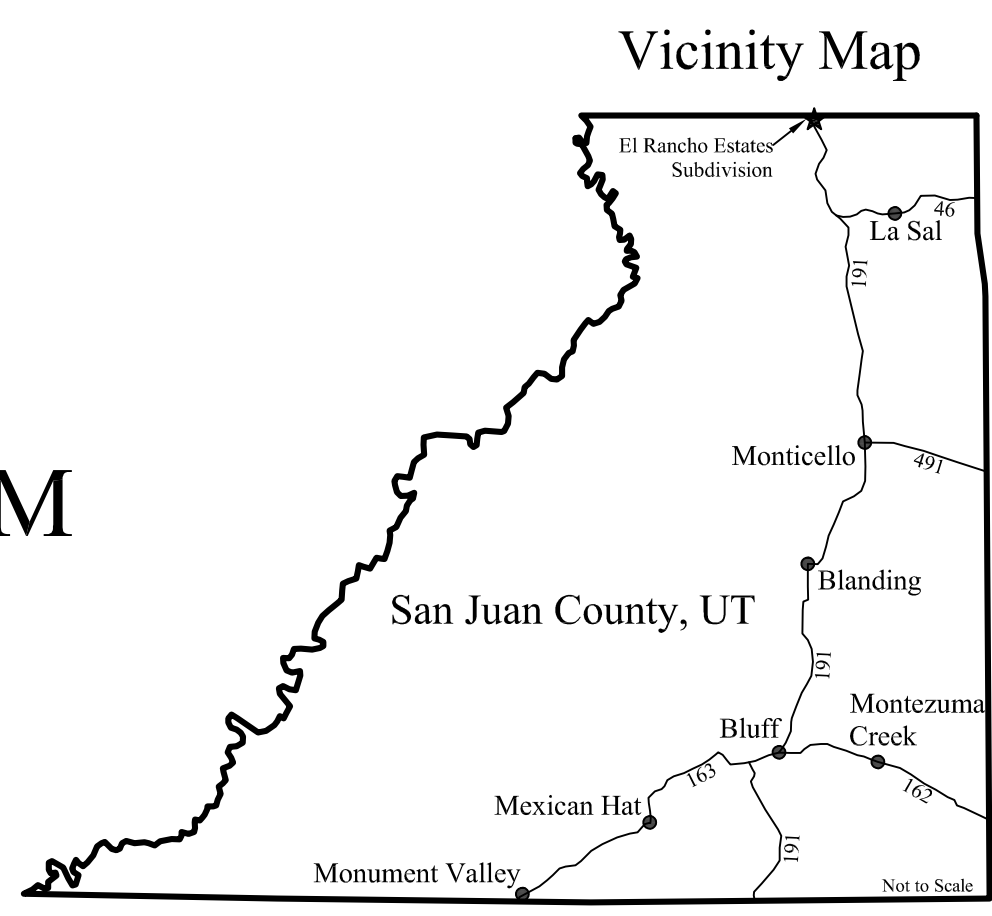 Vicinity Map
El Rancho Estates
Subdivision
46
La Sal
191
Monticello
491
M
Blanding
San Juan County, UT
191
Montezuma
Creek
Bluff
163
162
Mexican Hat
191
Monument Valley
Not to Scale